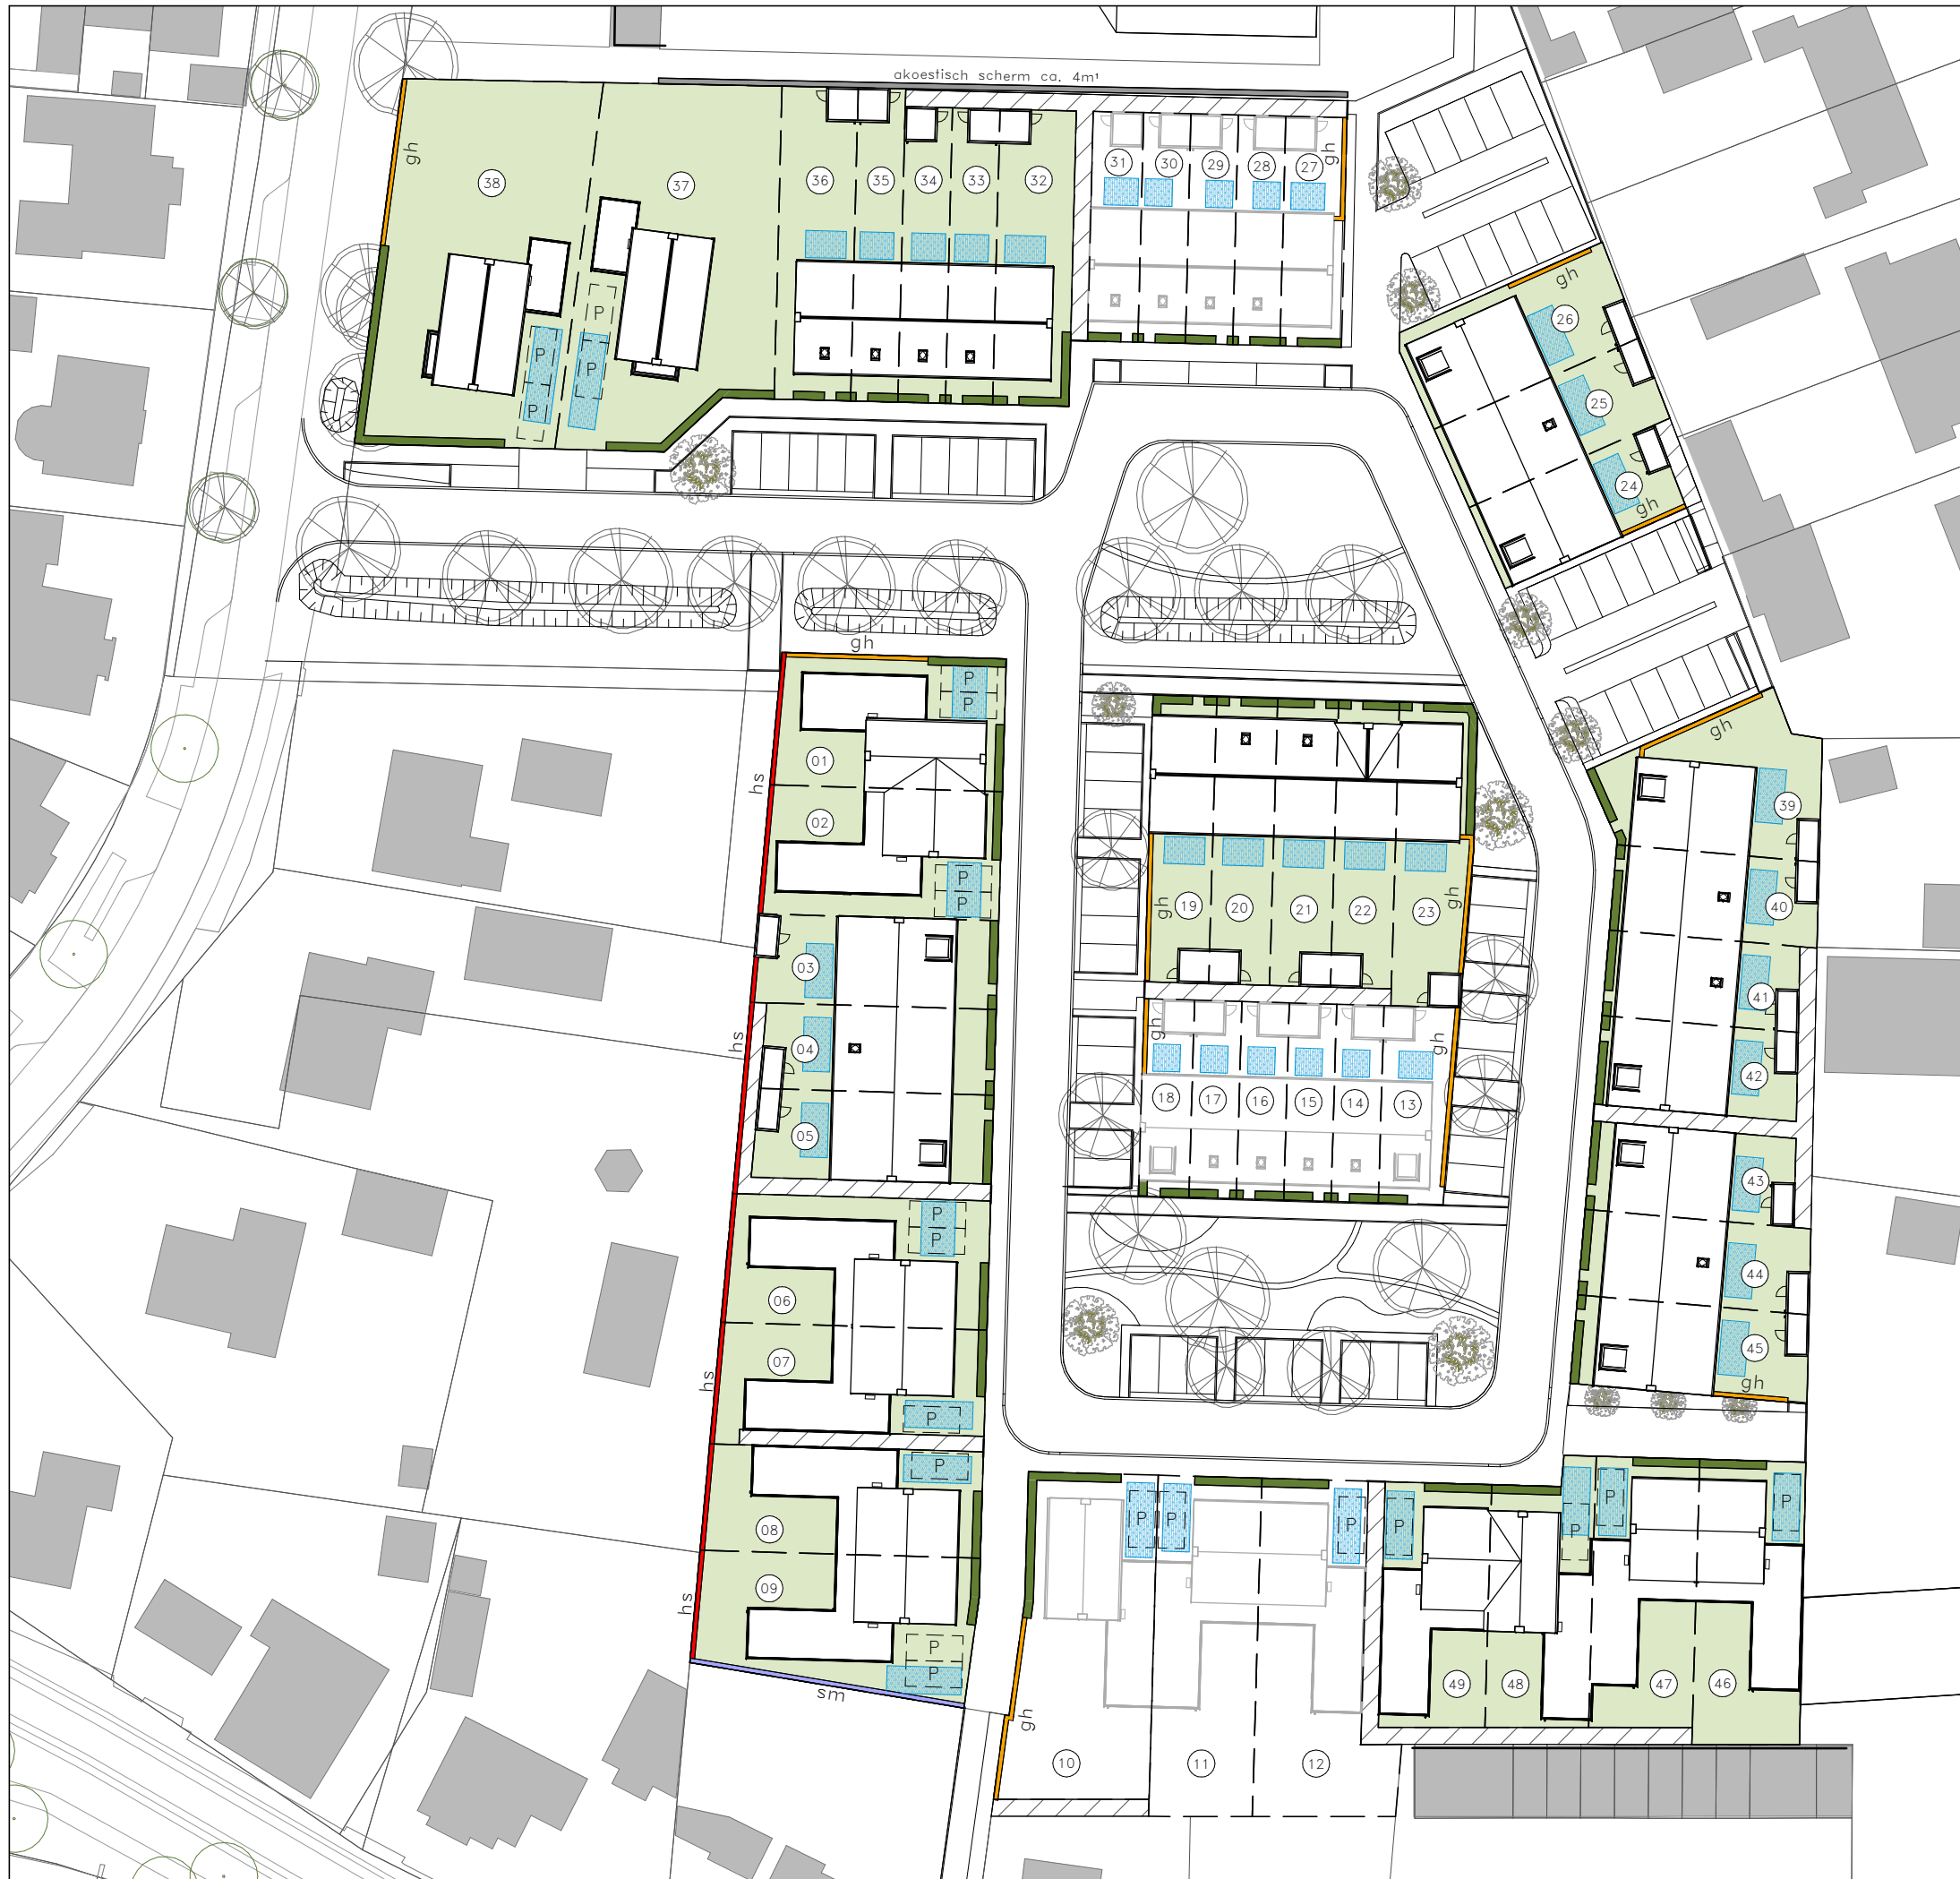 akoestisch scherm ca. 4m¹
gh
38
37
36
35
34
33
32
31
30
29
28
27
gh
gh
26
25
24
gh
P
P
P
P
gh
P
P
01
hs
02
P
P
03
hs
04
05
P
P
06
07
hs
P
P
08
09
hs
P
P
sm
gh
19
20
21
22
23
gh
gh
gh
18
17
16
15
14
13
gh
39
40
41
42
43
44
45
gh
P
P
P
P
P
P
P
49
48
47
46
gh
10
11
12